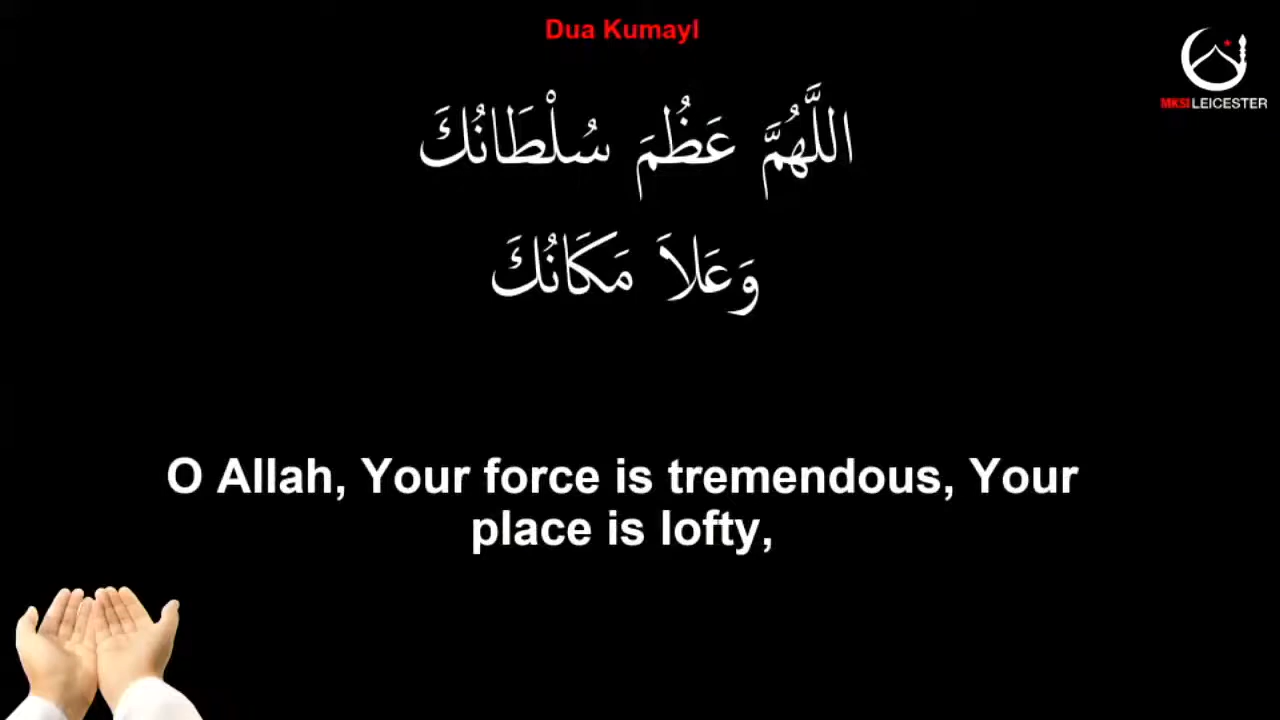 Dua Kumayl
اللَّهُمَّ عَظُمَ سُلْطَانُكَ
وَعَلاَ مَكَانُكَ
O Allah, Your force is tremendous, Your
place is lofty,
MKSI LEICESTER